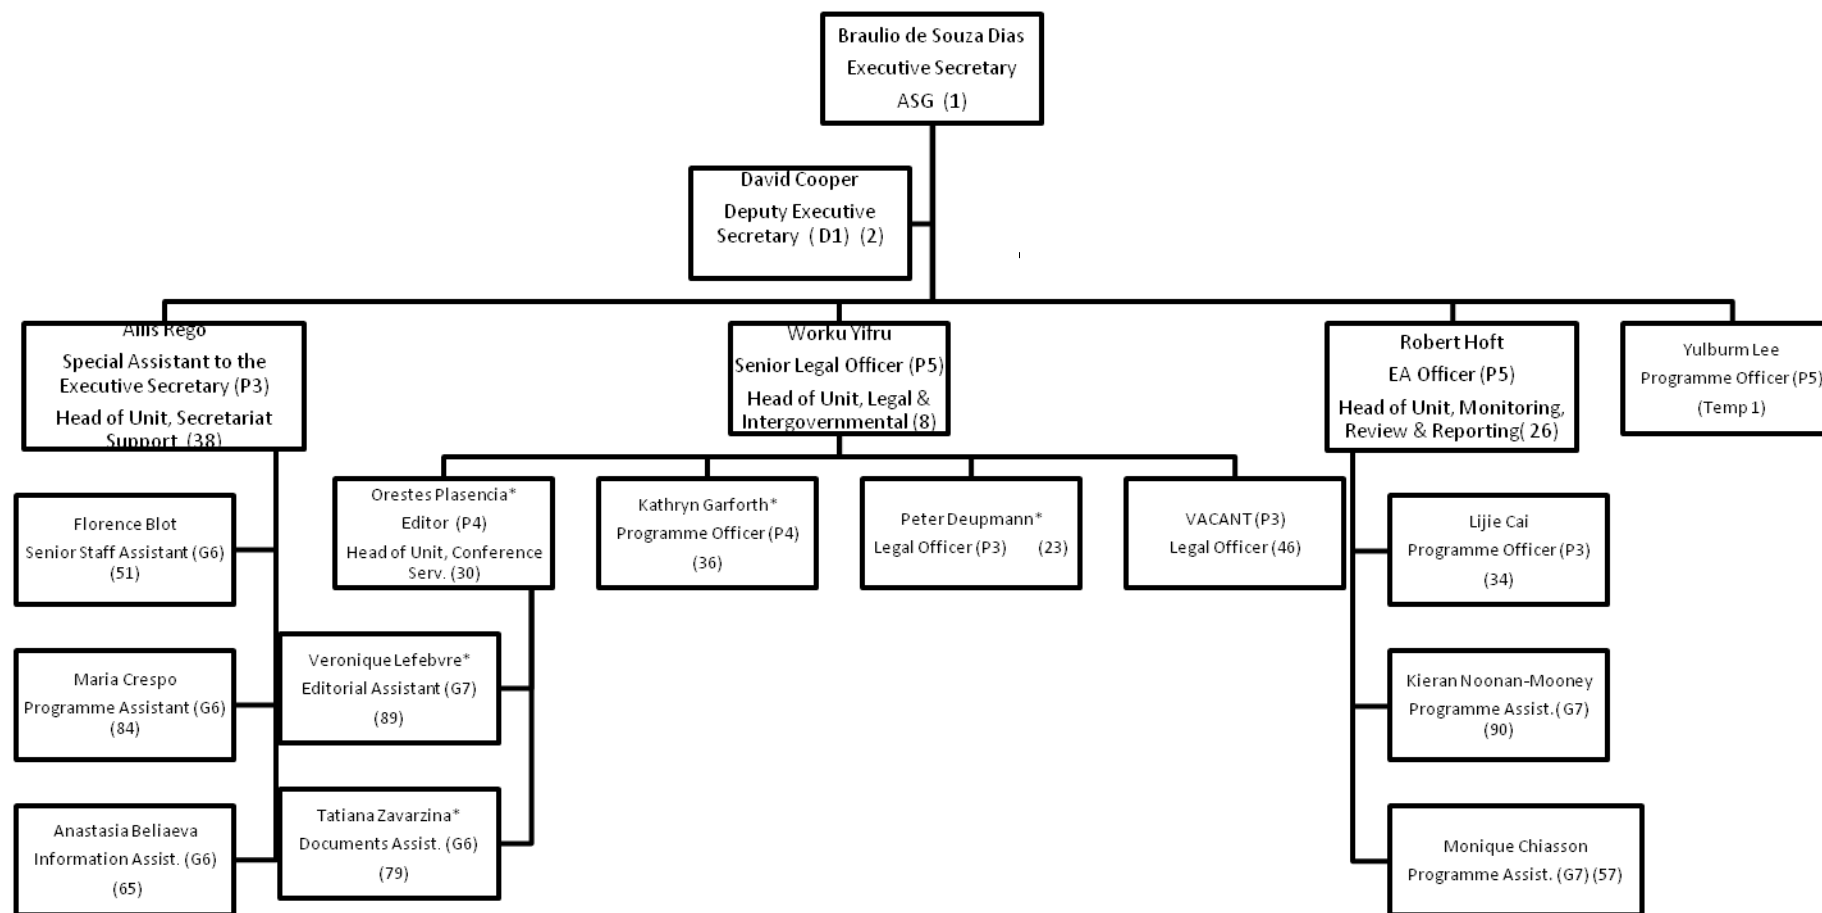 Braulio de Souza Dias
Executive Secretary
ASG (1)
David Cooper
Deputy Executive
Secretary ( D1) (2)
Rego
Special Assistant to the
Executive Secretary (P3)
Head of Unit, Secretariat
Support (38)
Worku Yifru
Senior Legal Officer (P5)
Head of Unit, Legal &
Intergovernmental (8)
Robert Hoft
EA Officer (P5)
Head of Unit, Monitoring,
Review & Reporting( 26)
Yulburm Lee
Programme Officer (P5)
(Temp 1)
Orestes Plasencia*
Editor (P4)
Head of Unit, Conference
Serv. (30)
Kathryn Garforth*
Programme Officer (P4)
(36)
Peter Deupmann*
Legal Officer (P3) (23)
VACANT (P3)
Legal Officer (46)
Florence Blot
Senior Staff Assistant (G6)
(51)
Lijie Cai
Programme Officer (P3)
(34)
Veronique Lefebvre*
Editorial Assistant (G7)
(89)
Maria Crespo
Programme Assistant (G6)
(84)
Kieran Noonan-Mooney
Programme Assist.( G7)
(90)
Tatiana Zavarzina*
Documents Assist. (G6)
(79)
Anastasia Beliaeva
Information Assist. (G6)
(65)
Monique Chiasson
Programme Assist. (G7) (57)